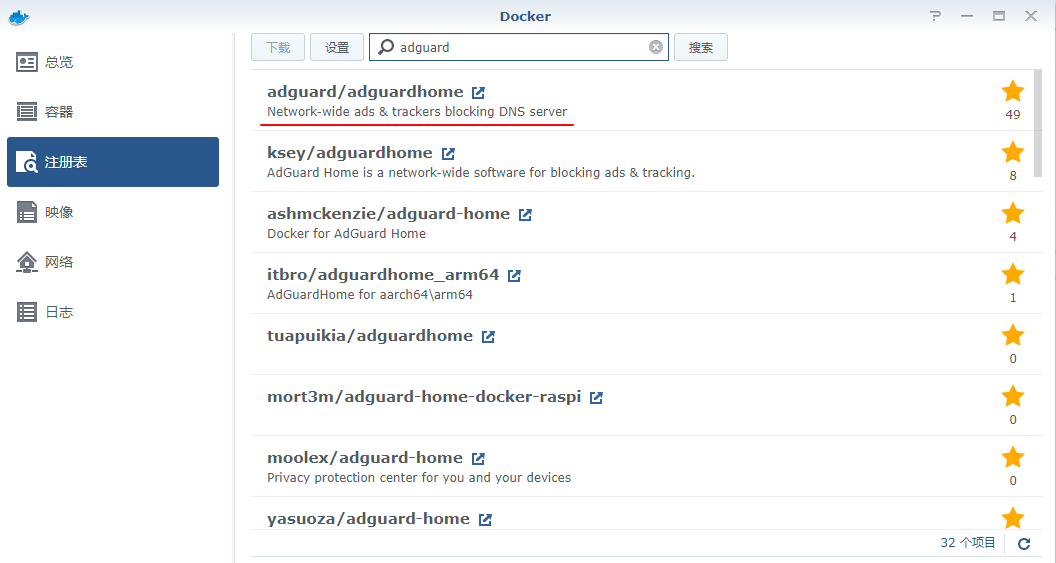 Docker
总览
容器
注册表
映像
网络
日志
下载
设置
adguard
搜索
adguard/adguardhome
Network-wide ads & trackers blocking DNS server
49
ksey/adguardhome
AdGuard Home is a network-wide software for blocking ads & tracking.
8
ashmckenzie/adguard-home
Docker for AdGuard Home
4
itbro/adguardhome_arm64
AdGuardHome for aarch64\arm64
1
tuapuikia/adguardhome
0
mort3m/adguard-home-docker-raspi
0
moolex/adguard-home
Privacy protection center for you and your devices
0
yasuoza/adguard-home
32 个项目